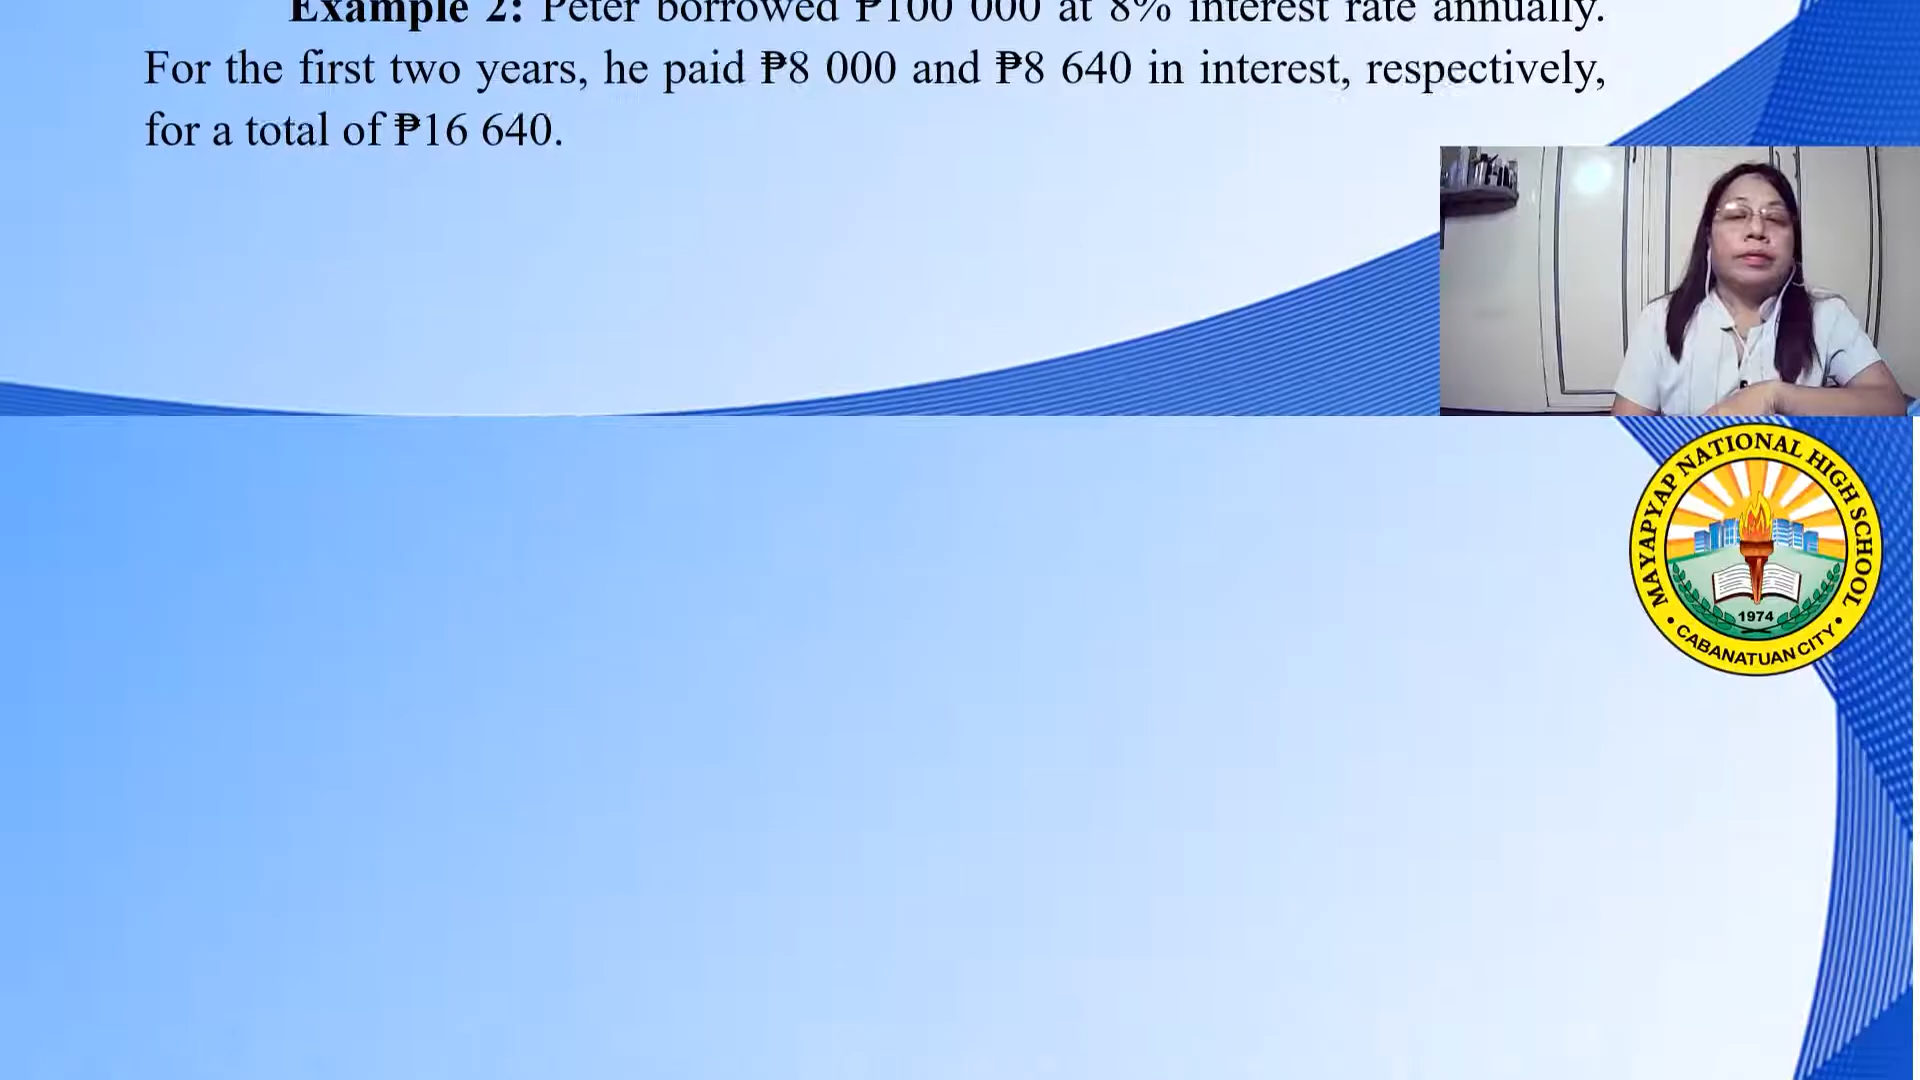 Example 2: Peter borrowed ₱100 000 at 8% interest rate annually.
For the first two years, he paid ₱8 000 and ₱8 640 in interest, respectively,
for a total of ₱16 640.
MAYAPYAP NATIONAL HIGH SCHOOL
1974
• CABANATUAN CITY •